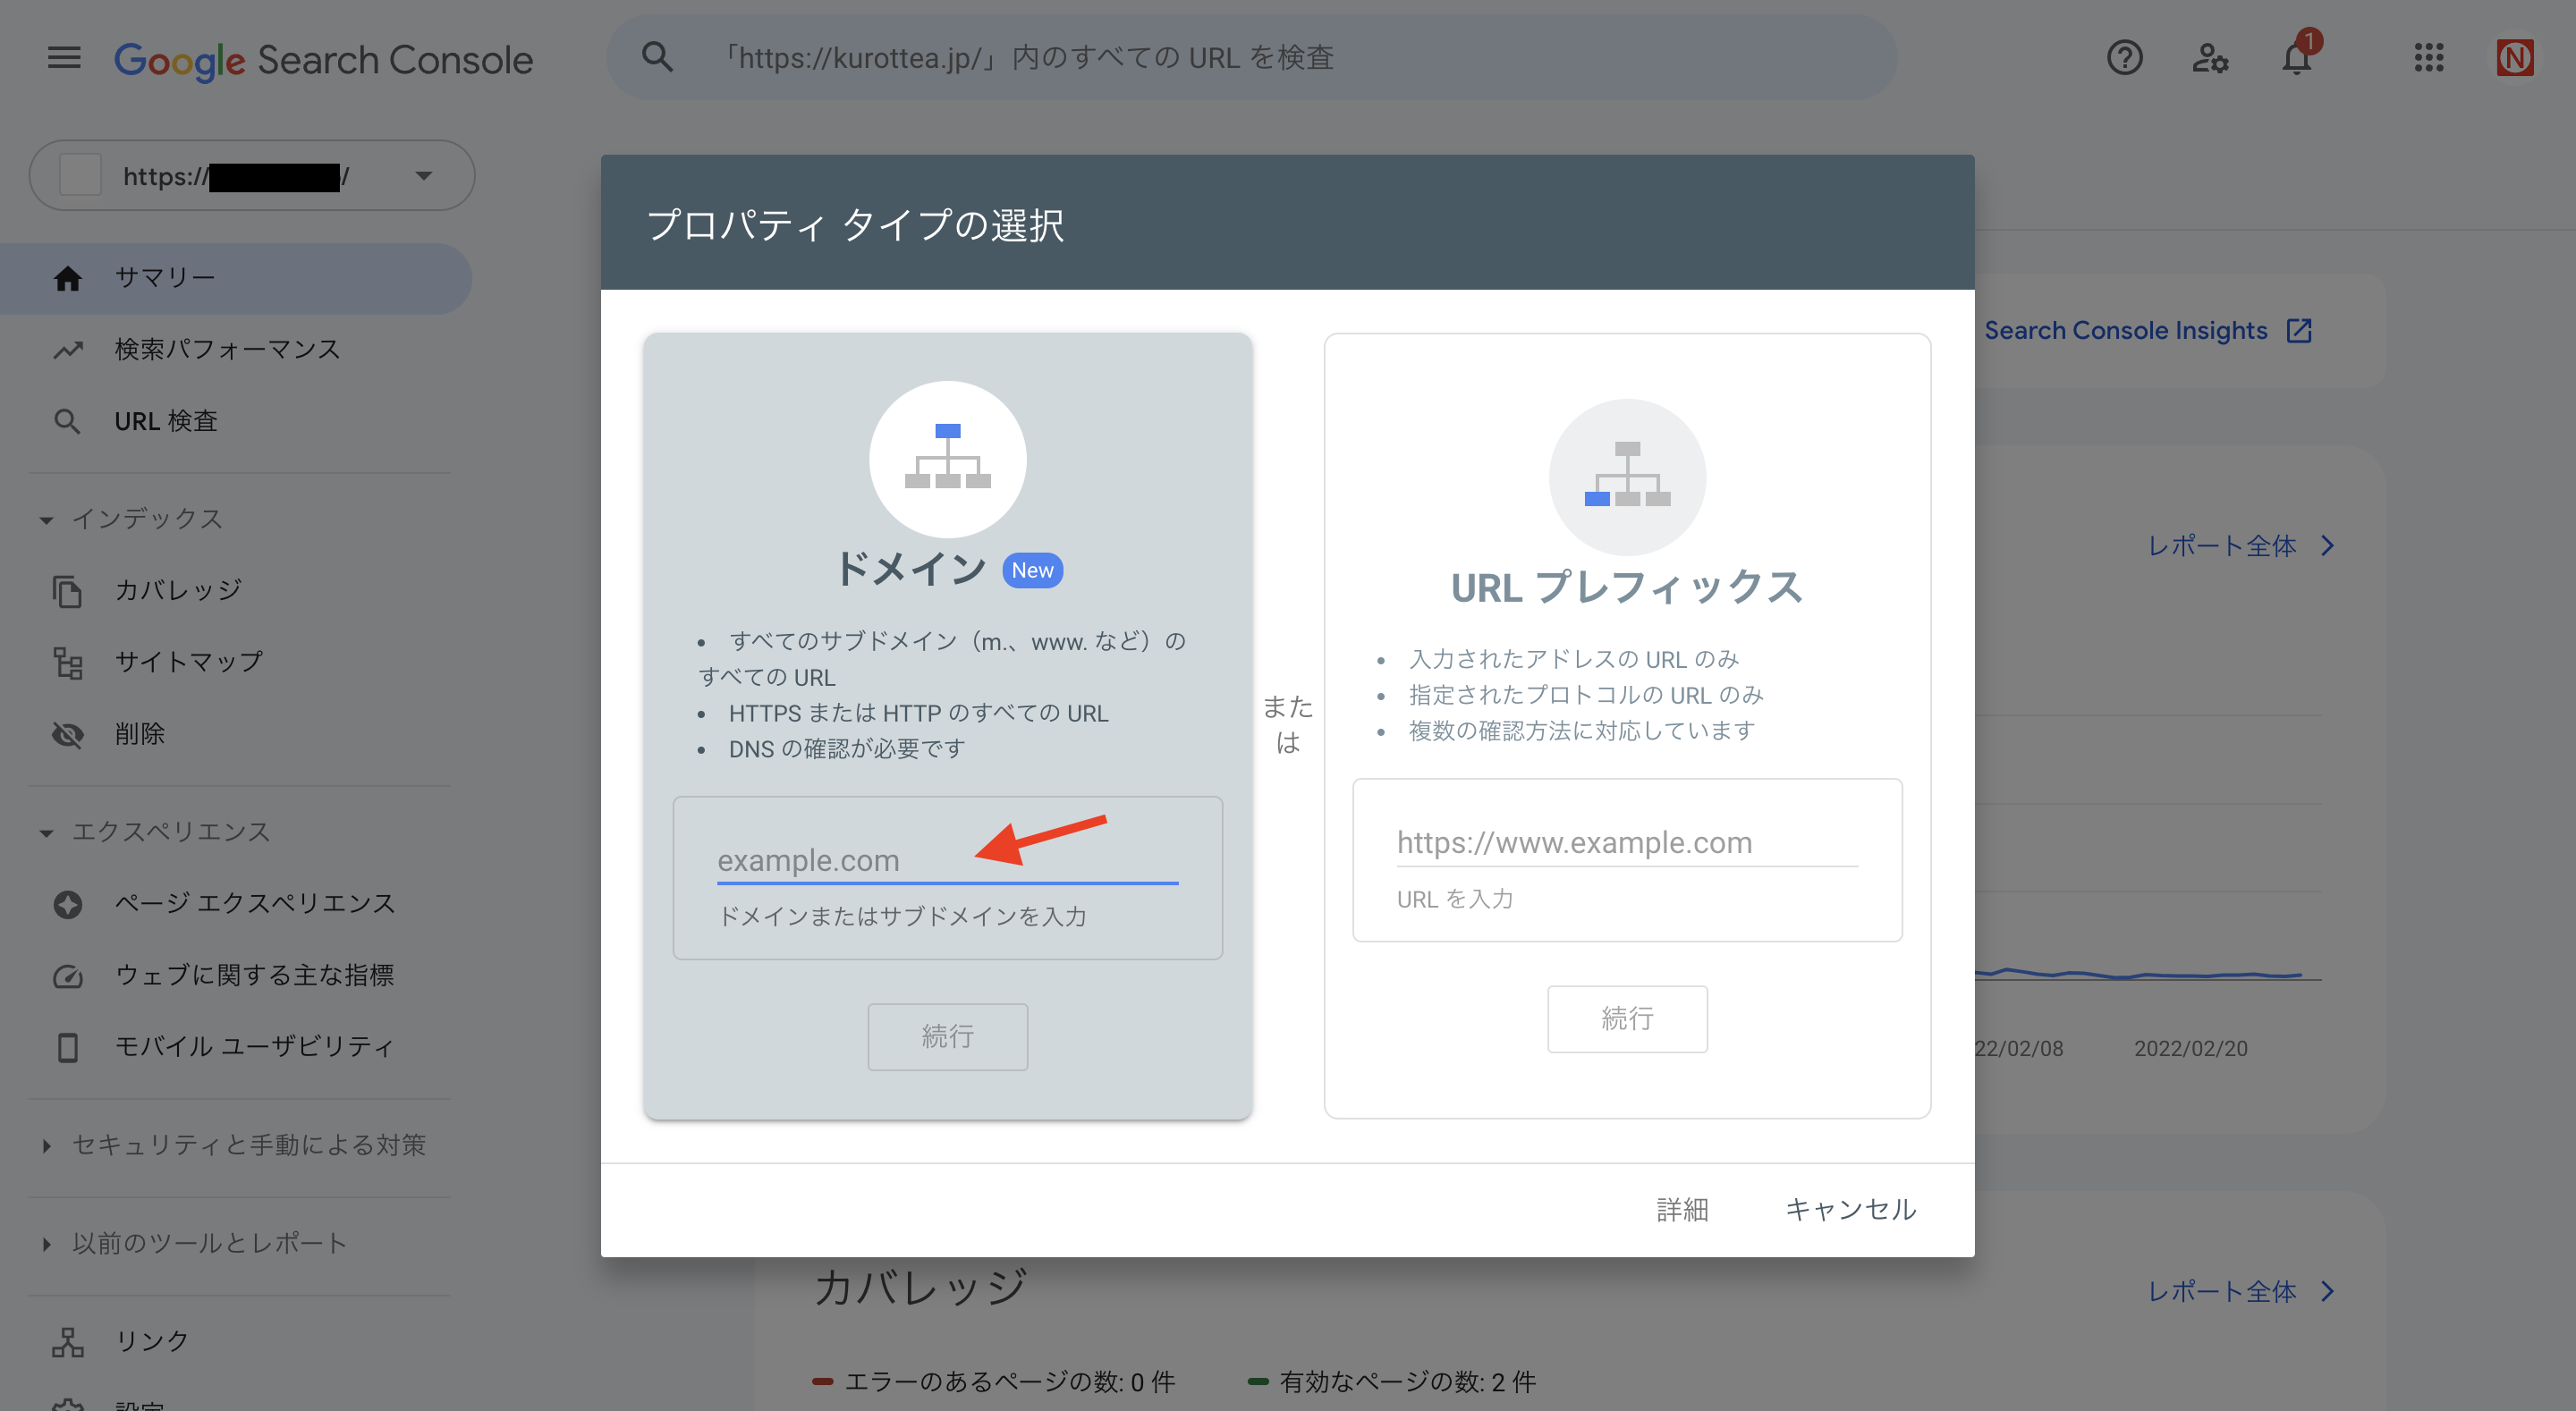 Google Search Console
「https://kurottea.jp/」内のすべての URL を検査
1
N
https:// /
サマリー
検索パフォーマンス
URL 検査
インデックス
カバレッジ
サイトマップ
削除
エクスペリエンス
ページ エクスペリエンス
ウェブに関する主な指標
モバイル ユーザビリティ
セキュリティと手動による対策
以前のツールとレポート
リンク
プロパティ タイプの選択
ドメイン New
• すべてのサブドメイン（m.、www. など）の
すべての URL
• HTTPS または HTTP のすべての URL
• DNS の確認が必要です
example.com
ドメインまたはサブドメインを入力
続行
また
は
URL プレフィックス
• 入力されたアドレスの URL のみ
• 指定されたプロトコルの URL のみ
• 複数の確認方法に対応しています
https://www.example.com
URL を入力
続行
詳細
キャンセル
Search Console Insights
レポート全体
22/02/08
2022/02/20
カバレッジ
レポート全体
エラーのあるページの数: 0 件
有効なページの数: 2 件